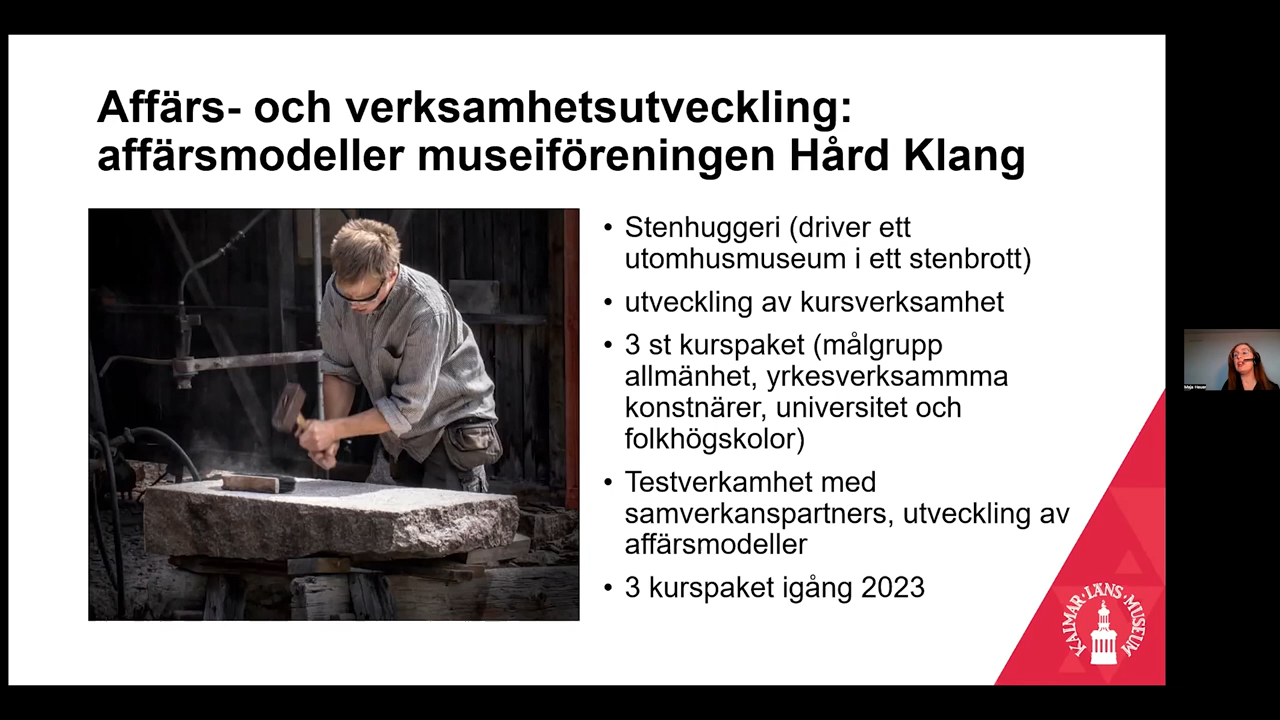 Affärs- och verksamhetsutveckling:
affärsmodeller museiföreningen Hård Klang
• Stenhuggeri (driver ett
utomhusmuseum i ett stenbrott)
• utveckling av kursverksamhet
• 3 st kurspaket (målgrupp
allmänhet, yrkesverksammma
konstnärer, universitet och
folkhögskolor)
• Testverkamhet med
samverkanspartners, utveckling av
affärsmodeller
• 3 kurspaket igång 2023
KALMAR·LÄNS·MUSEUM
Maja Heuer